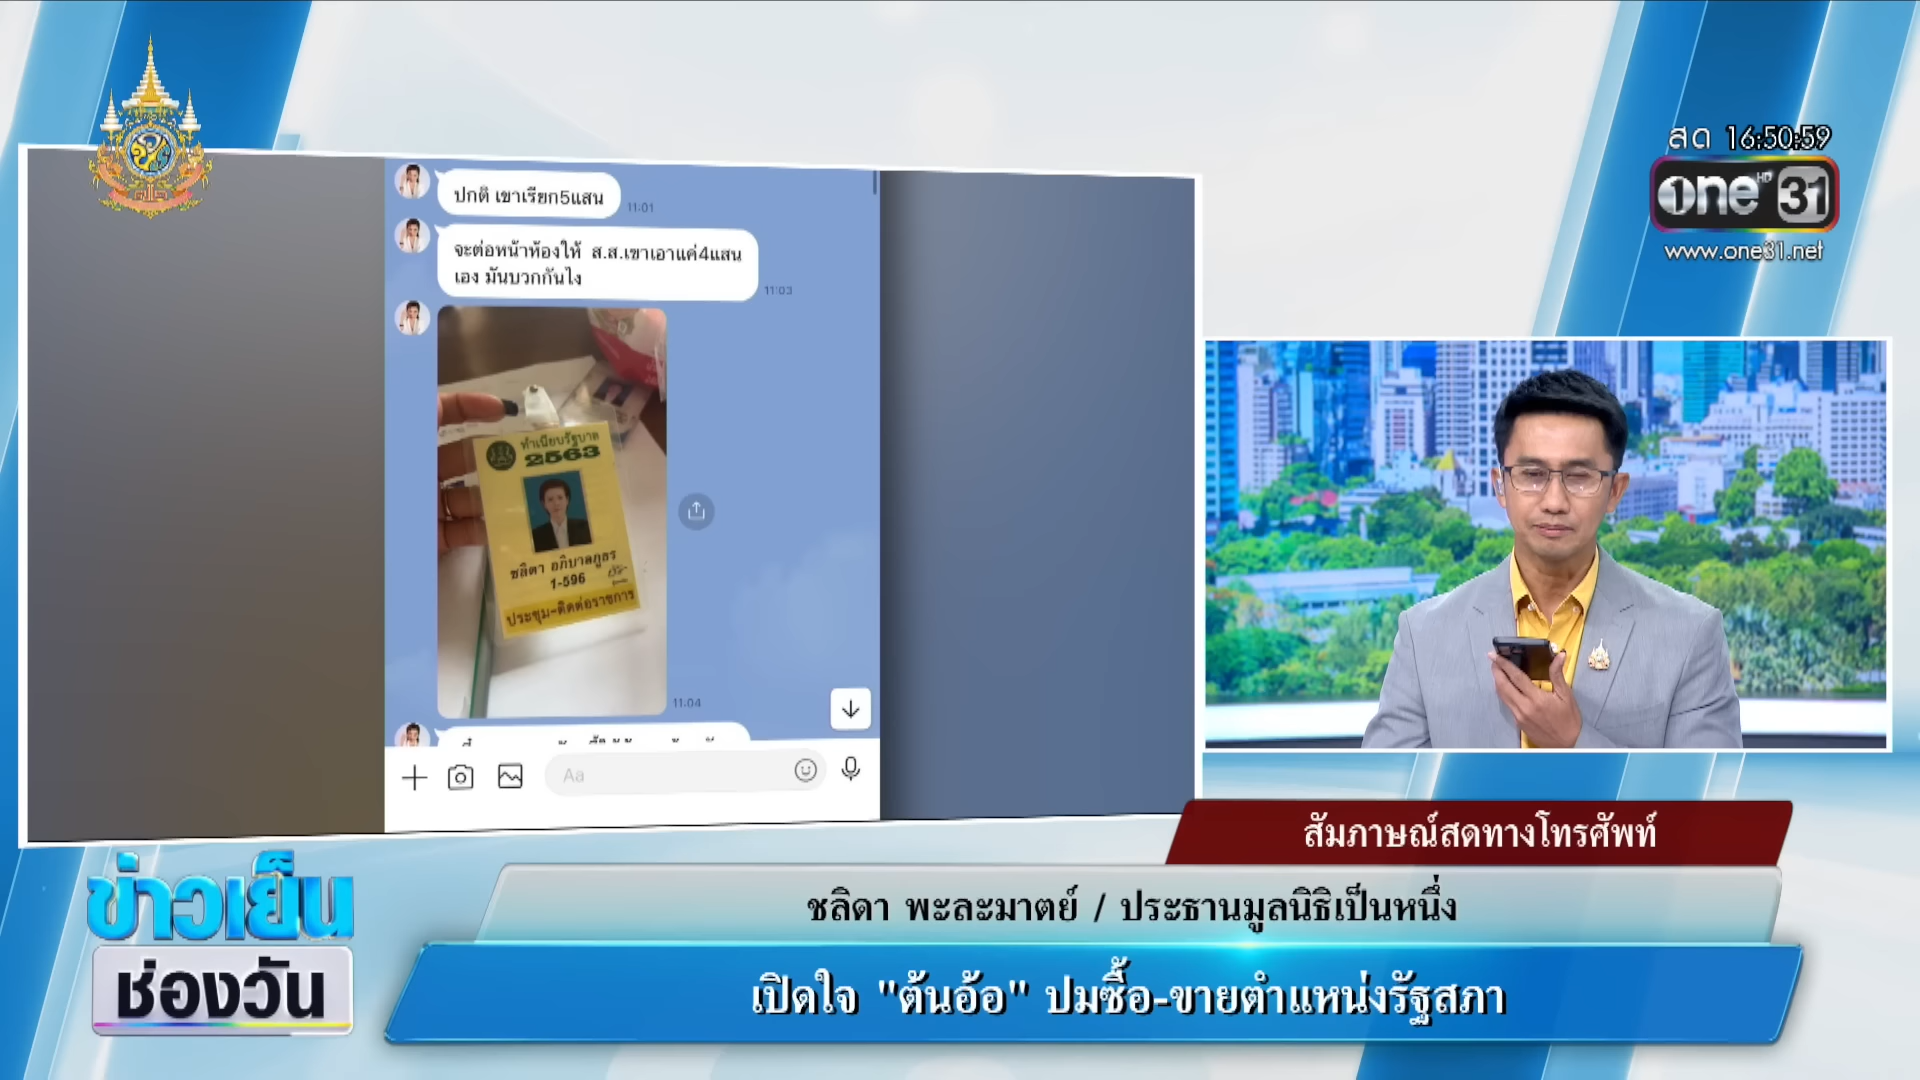 สด 16:50:59
one HD 31
www.one31.net
ปกติ เขาเรียก5แสน
11:01
จะต่อหน้าห้องให้ ส.ส.เขาเอาแค่4แสน
เอง มันบวกกันไง
11:03
ทำเนียบรัฐบาล
2563
ชลิดา อภิบาลภูธร
1-596
ประชุม-ติดต่อราชการ
11:04
Aa
สัมภาษณ์สดทางโทรศัพท์
ชลิดา พะละมาตย์ / ประธานมูลนิธิเป็นหนึ่ง
เปิดใจ "ต้นอ้อ" ปมซื้อ-ขายตำแหน่งรัฐสภา
ข่าวเย็น
ช่องวัน